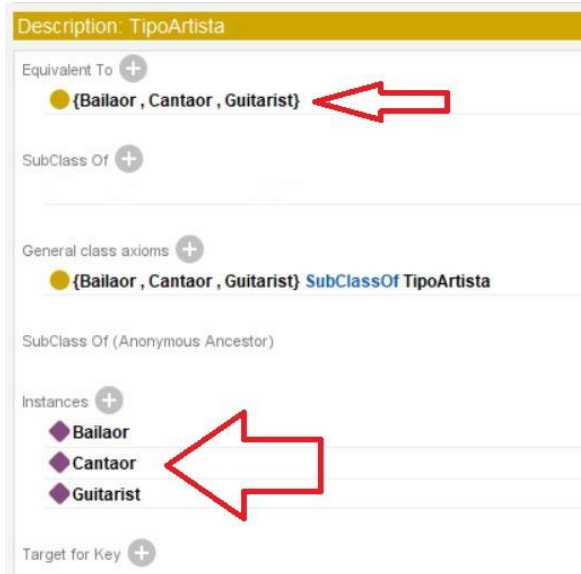 Description: TipoArtista
Equivalent To
{Bailaor , Cantaor , Guitarist}
SubClass Of
General class axioms
{Bailaor , Cantaor , Guitarist} SubClassOf TipoArtista
SubClass Of (Anonymous Ancestor)
Instances
Bailaor
Cantaor
Guitarist
Target for Key